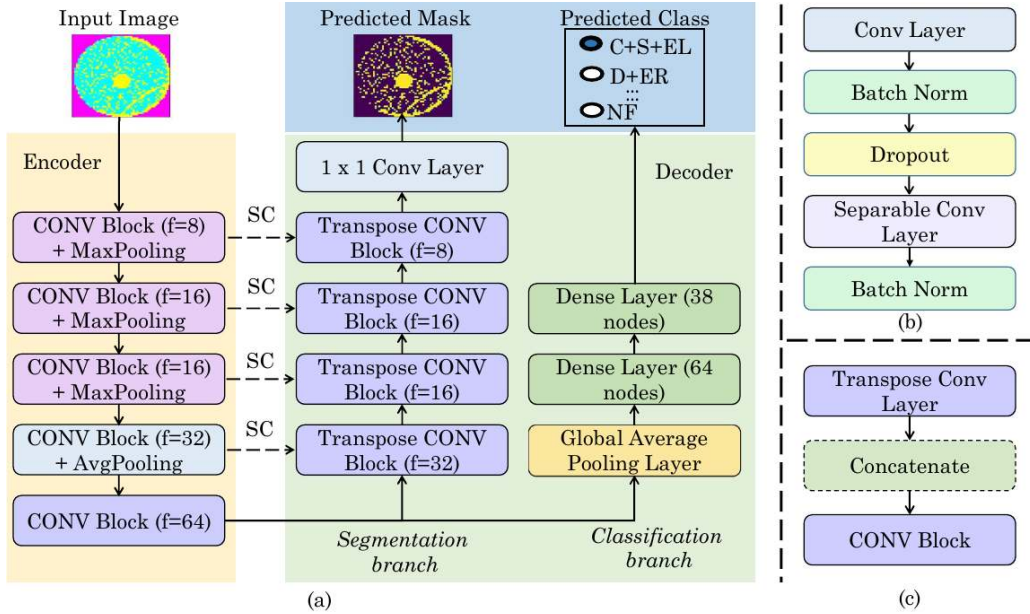 Input Image
Predicted Mask
Predicted Class
C+S+EL
D+ER
...
...
NF
Encoder
CONV Block (f=8)
+ MaxPooling
CONV Block (f=16)
+ MaxPooling
CONV Block (f=16)
+ MaxPooling
CONV Block (f=32)
+ AvgPooling
CONV Block (f=64)
SC
SC
SC
SC
1 x 1 Conv Layer
Transpose CONV
Block (f=8)
Transpose CONV
Block (f=16)
Transpose CONV
Block (f=16)
Transpose CONV
Block (f=32)
Segmentation
branch
Decoder
Dense Layer (38
nodes)
Dense Layer (64
nodes)
Global Average
Pooling Layer
Classification
branch
(a)
Conv Layer
Batch Norm
Dropout
Separable Conv
Layer
Batch Norm
(b)
Transpose Conv
Layer
Concatenate
CONV Block
(c)